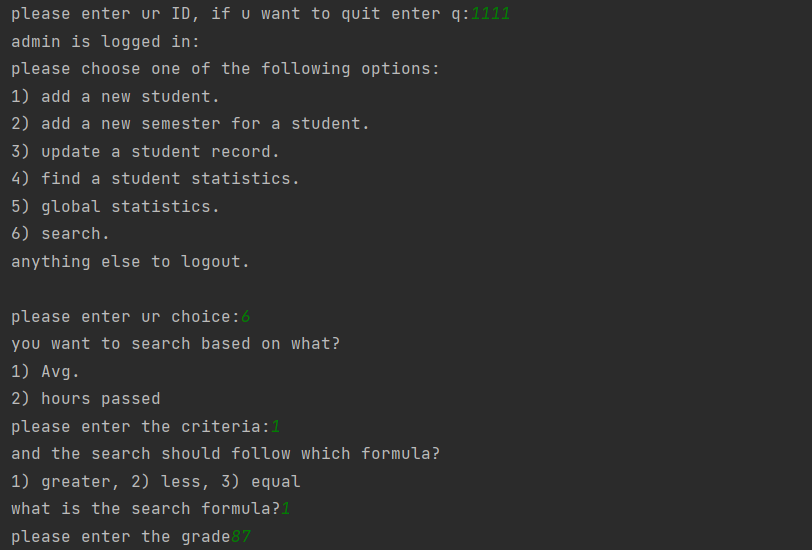 please enter ur ID, if u want to quit enter q:1111
admin is logged in:
please choose one of the following options:
1) add a new student.
2) add a new semester for a student.
3) update a student record.
4) find a student statistics.
5) global statistics.
6) search.
anything else to logout.
please enter ur choice:6
you want to search based on what?
1) Avg.
2) hours passed
please enter the criteria:1
and the search should follow which formula?
1) greater, 2) less, 3) equal
what is the search formula?1
please enter the grade87